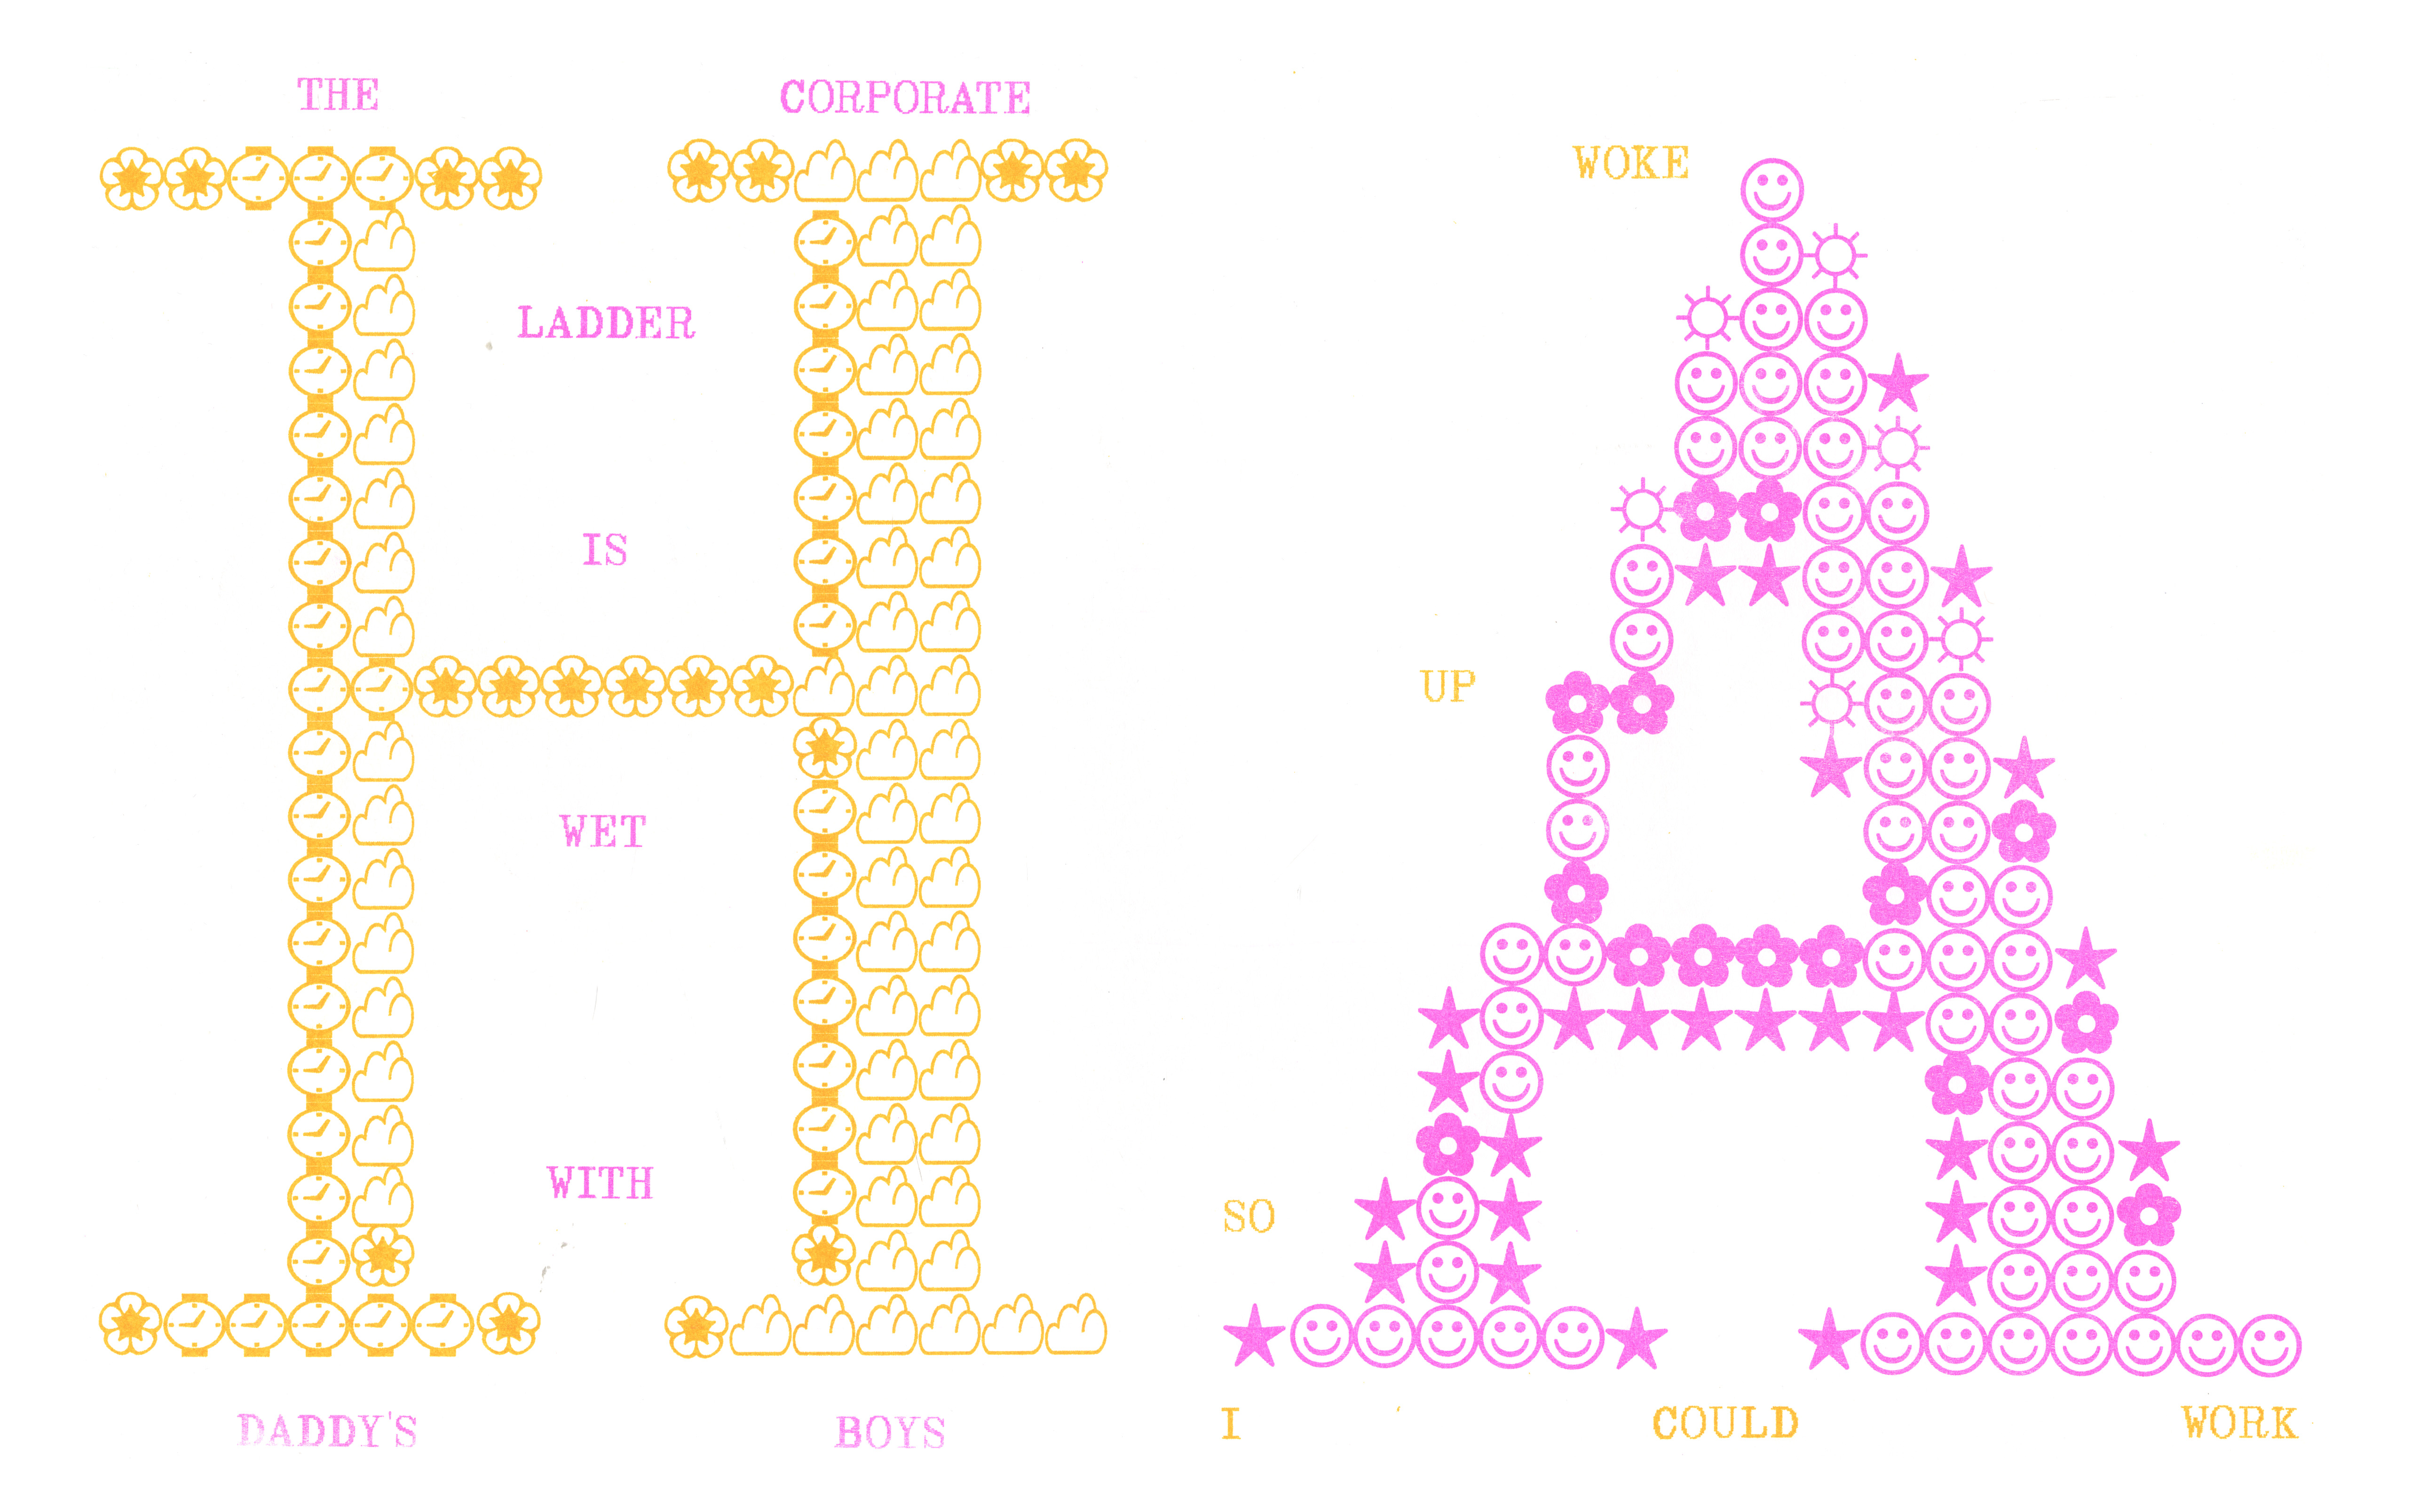 THE CORPORATE
LADDER
IS
WET
WITH
DADDY'S BOYS
WOKE
UP
SO
I COULD WORK